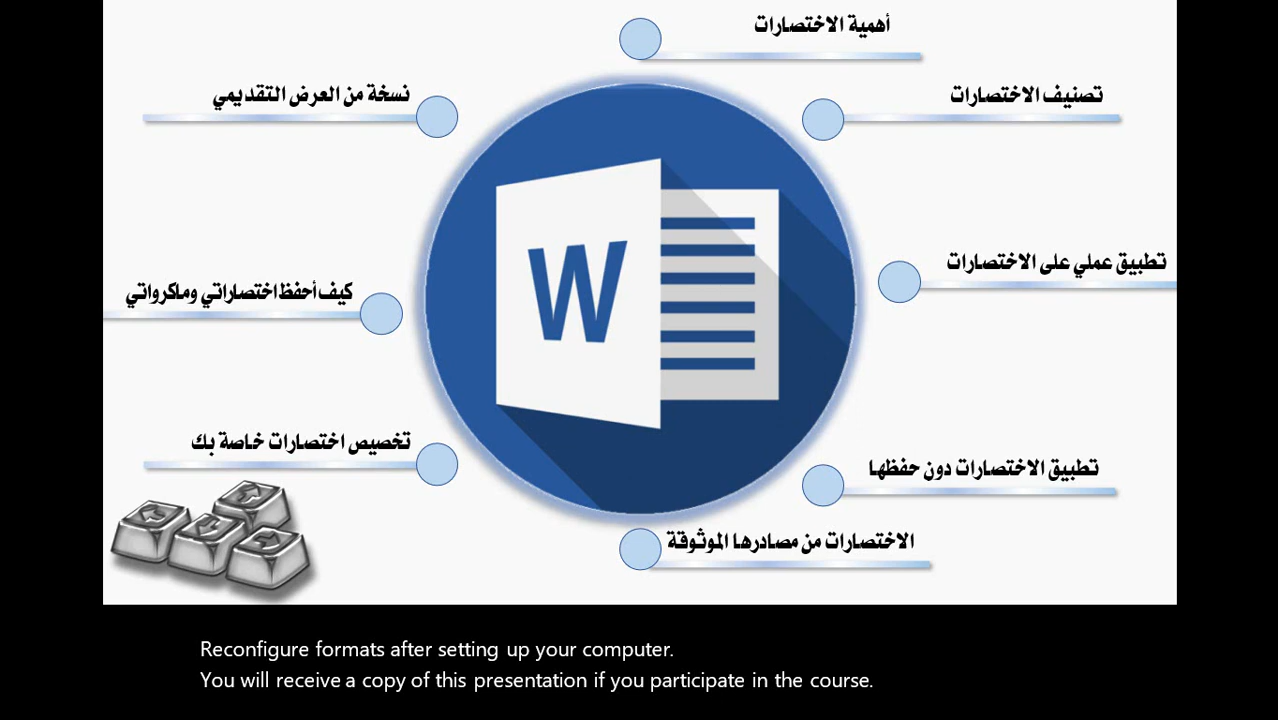 أهمية الاختصارات
تصنيف الاختصارات
نسخة من العرض التقديمي
تطبيق عملي على الاختصارات
كيف أحفظ اختصاراتي وماكرواتي
W
تخصيص اختصارات خاصة بك
تطبيق الاختصارات دون حفظها
الاختصارات من مصادرها الموثوقة
Reconfigure formats after setting up your computer.
You will receive a copy of this presentation if you participate in the course.